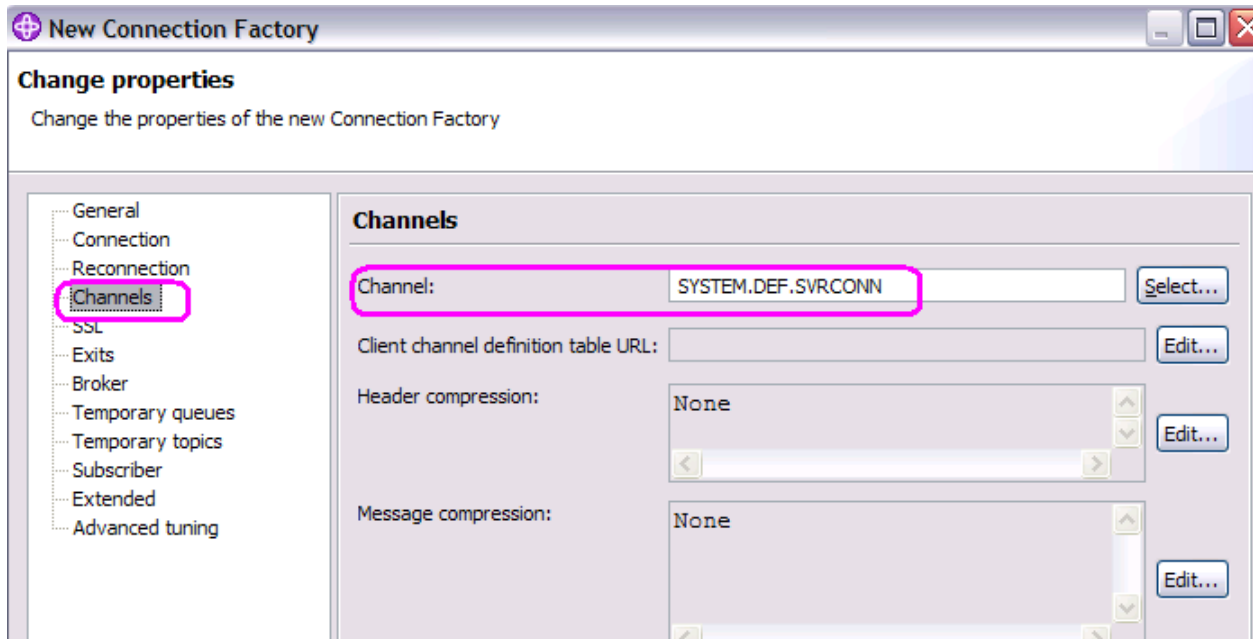 New Connection Factory
Change properties
Change the properties of the new Connection Factory
General
Connection
Reconnection
Channels
SSL
Exits
Broker
Temporary queues
Temporary topics
Subscriber
Extended
Advanced tuning
Channels
Channel: SYSTEM.DEF.SVRCONN Select...
Client channel definition table URL: Edit...
Header compression: None Edit...
Message compression: None Edit...